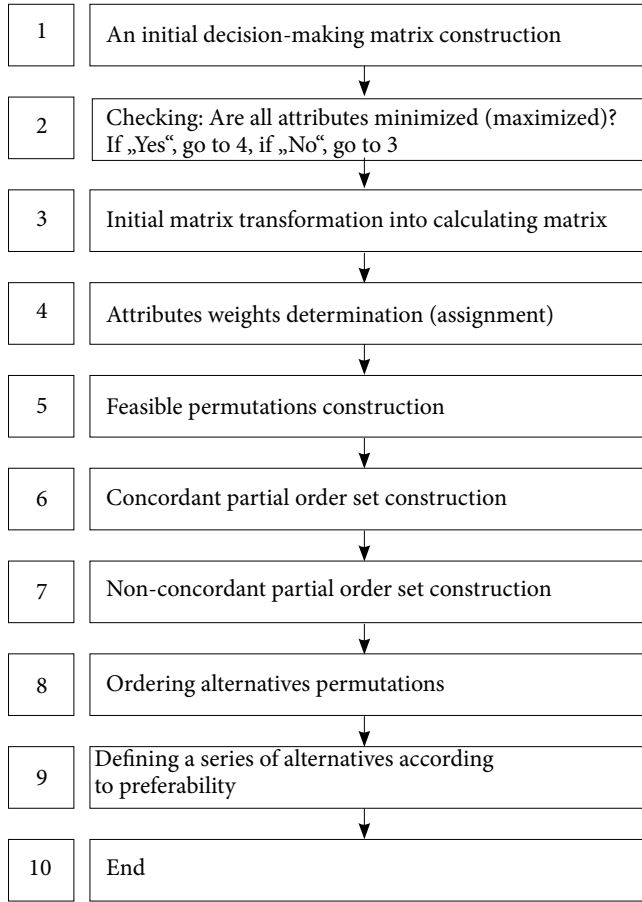 1 An initial decision-making matrix construction
2 Checking: Are all attributes minimized (maximized)?
If „Yes“, go to 4, if „No“, go to 3
3 Initial matrix transformation into calculating matrix
4 Attributes weights determination (assignment)
5 Feasible permutations construction
6 Concordant partial order set construction
7 Non-concordant partial order set construction
8 Ordering alternatives permutations
9 Defining a series of alternatives according
to preferability
10 End